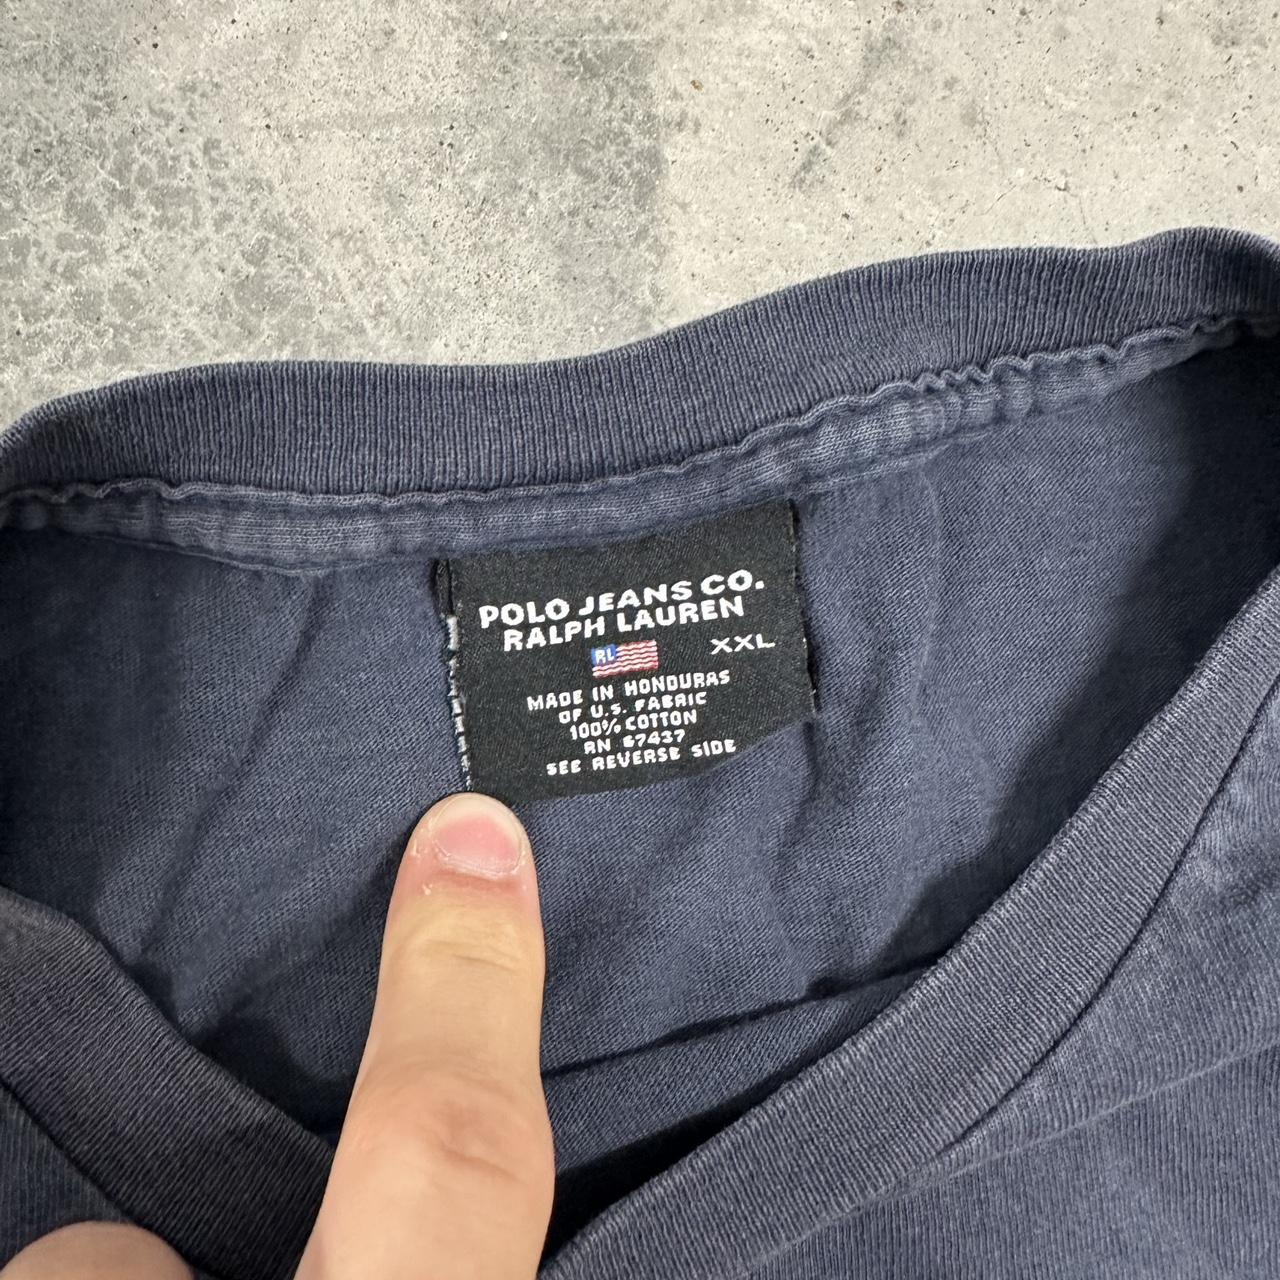 POLO JEANS CO.
RALPH LAUREN
RL XXL
MADE IN HONDURAS
OF U.S. FABRIC
100% COTTON
RN 67437
SEE REVERSE SIDE